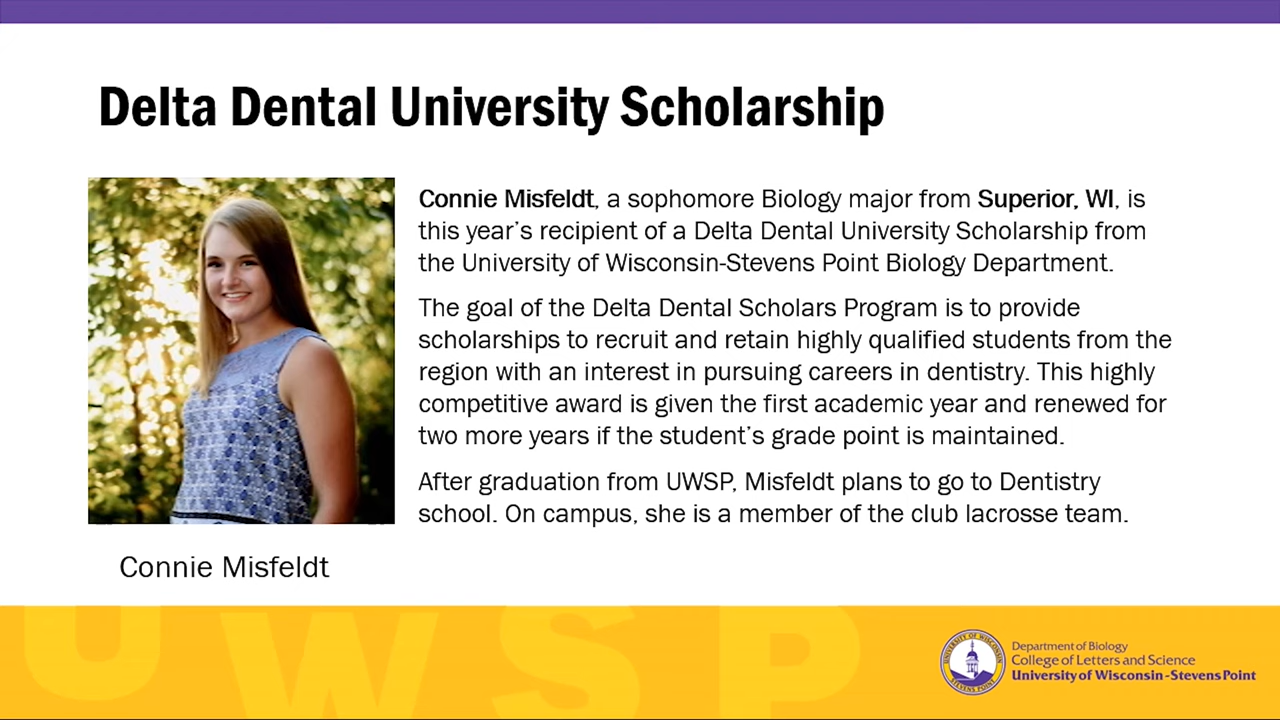 Delta Dental University Scholarship
Connie Misfeldt, a sophomore Biology major from Superior, WI, is
this year's recipient of a Delta Dental University Scholarship from
the University of Wisconsin-Stevens Point Biology Department.
The goal of the Delta Dental Scholars Program is to provide
scholarships to recruit and retain highly qualified students from the
region with an interest in pursuing careers in dentistry. This highly
competitive award is given the first academic year and renewed for
two more years if the student's grade point is maintained.
After graduation from UWSP, Misfeldt plans to go to Dentistry
school. On campus, she is a member of the club lacrosse team.
Connie Misfeldt
UWSP
UNIVERSITY OF WISCONSIN
STEVENS POINT
Department of Biology
College of Letters and Science
University of Wisconsin-Stevens Point